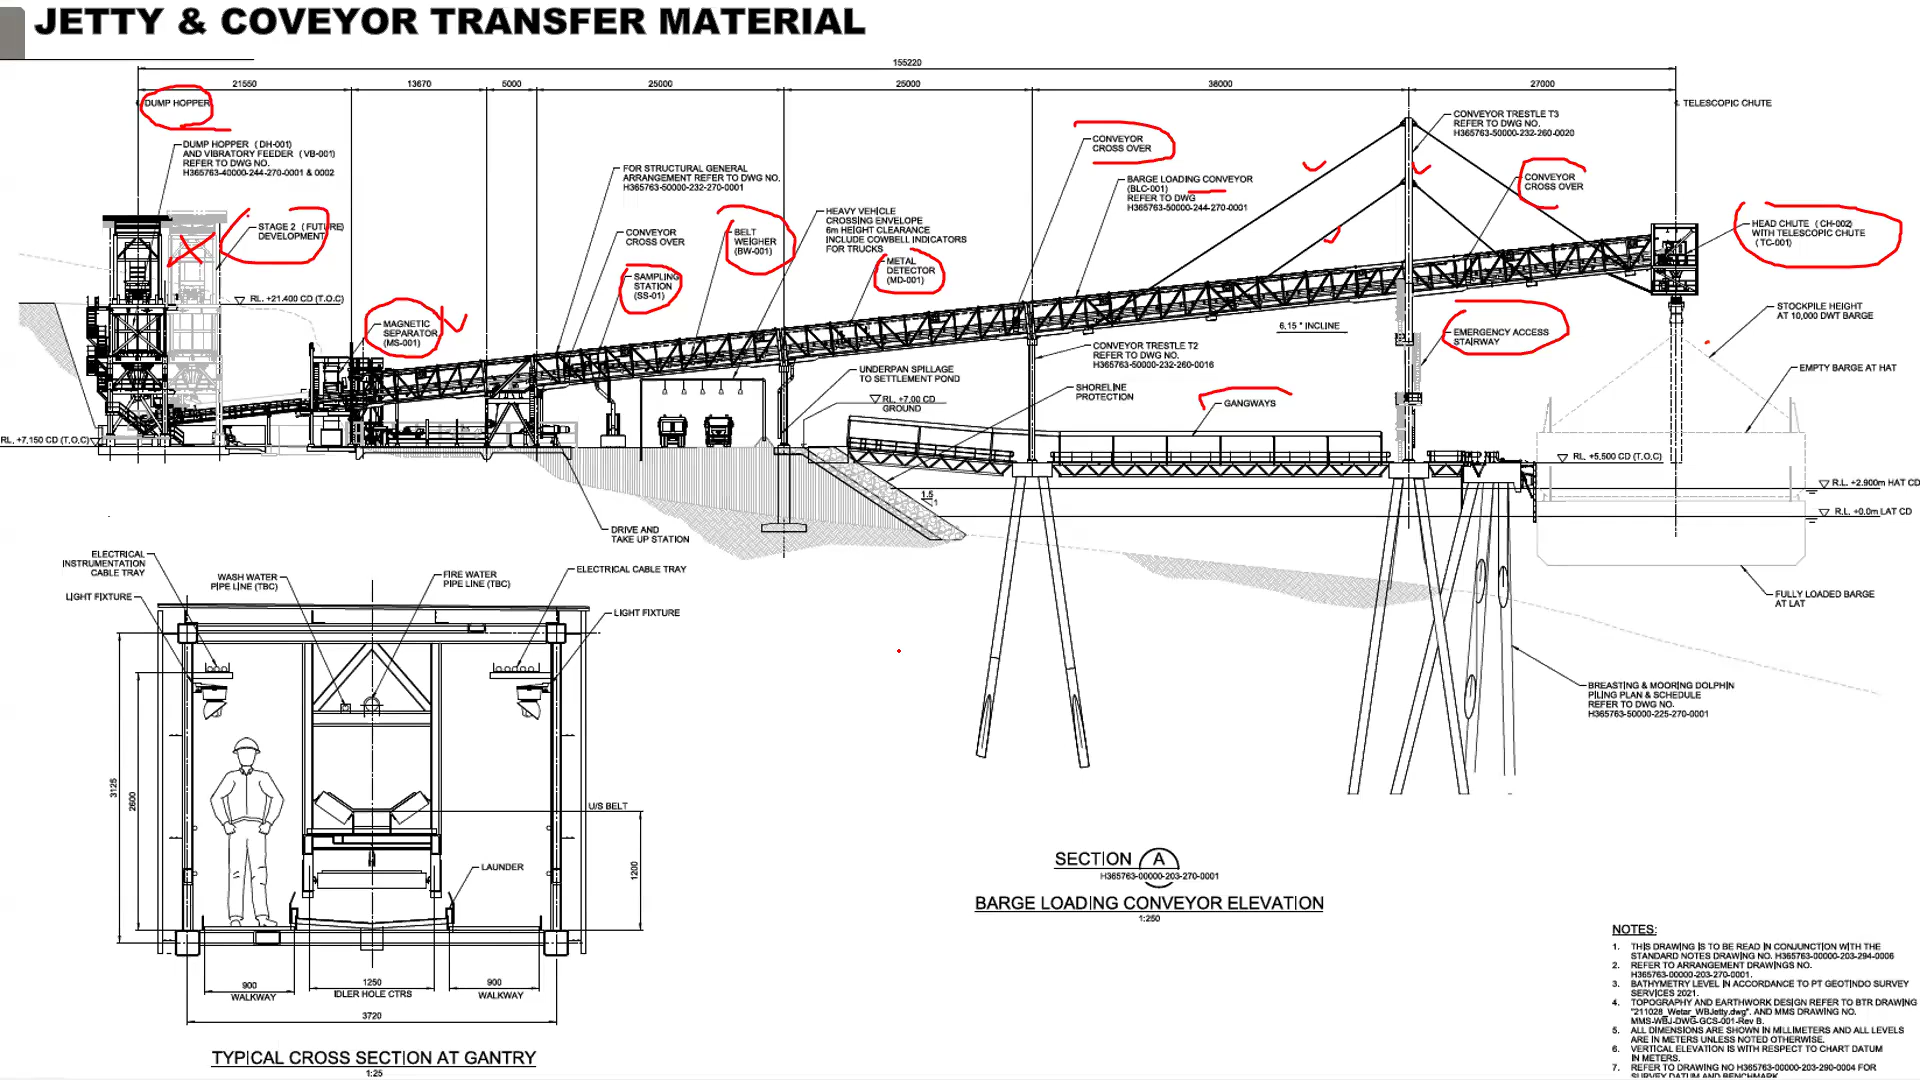 JETTY & COVEYOR TRANSFER MATERIAL
155220
21550
13670
5000
25000
25000
38000
27000
DUMP HOPPER
TELESCOPIC CHUTE
DUMP HOPPER (DH-001)
AND VIBRATORY FEEDER (VB-001)
REFER TO DWG NO.
H365763-40000-244-270-0001 & 0002
STAGE 2 (FUTURE)
DEVELOPMENT
RL. +21.400 CD (T.O.C)
MAGNETIC
SEPARATOR
(MS-001)
FOR STRUCTURAL GENERAL
ARRANGEMENT REFER TO DWG NO.
H365763-50000-232-270-0001
CONVEYOR
CROSS OVER
SAMPLING
STATION
(SS-01)
BELT
WEIGHER
(BW-001)
HEAVY VEHICLE
CROSSING ENVELOPE
6m HEIGHT CLEARANCE
INCLUDE COWBELL INDICATORS
FOR TRUCKS
METAL
DETECTOR
(MD-001)
CONVEYOR
CROSS OVER
BARGE LOADING CONVEYOR
(BLC-001)
REFER TO DWG
H365763-50000-244-270-0001
CONVEYOR TRESTLE T3
REFER TO DWG NO.
H365763-50000-232-260-0020
CONVEYOR
CROSS OVER
HEAD CHUTE (CH-002)
WITH TELESCOPIC CHUTE
(TC-001)
6.15 ° INCLINE
EMERGENCY ACCESS
STAIRWAY
STOCKPILE HEIGHT
AT 10,000 DWT BARGE
CONVEYOR TRESTLE T2
REFER TO DWG NO.
H365763-50000-232-260-0016
UNDERPAN SPILLAGE
TO SETTLEMENT POND
SHORELINE
PROTECTION
RL. +7.00 CD
GROUND
GANGWAYS
EMPTY BARGE AT HAT
RL. +7.150 CD (T.O.C)
RL. +5.500 CD (T.O.C)
R.L. +2.900m HAT CD
R.L. +0.0m LAT CD
1.5
1
DRIVE AND
TAKE UP STATION
FULLY LOADED BARGE
AT LAT
BREASTING & MOORING DOLPHIN
PILING PLAN & SCHEDULE
REFER TO DWG NO.
H365763-50000-225-270-0001
ELECTRICAL
INSTRUMENTATION
CABLE TRAY
LIGHT FIXTURE
WASH WATER
PIPE LINE (TBC)
FIRE WATER
PIPE LINE (TBC)
ELECTRICAL CABLE TRAY
LIGHT FIXTURE
3125
2600
U/S BELT
1200
LAUNDER
900
WALKWAY
1250
IDLER HOLE CTRS
900
WALKWAY
3720
TYPICAL CROSS SECTION AT GANTRY
1:25
SECTION A
H365763-00000-203-270-0001
BARGE LOADING CONVEYOR ELEVATION
1:250
NOTES:
1. THIS DRAWING IS TO BE READ IN CONJUNCTION WITH THE
STANDARD NOTES DRAWING NO. H365763-00000-203-294-0006
2. REFER TO ARRANGEMENT DRAWINGS NO.
H365763-00000-203-270-0001.
3. BATHYMETRY LEVEL IN ACCORDANCE TO PT GEOTINDO SURVEY
SERVICES 2021.
4. TOPOGRAPHY AND EARTHWORK DESIGN REFER TO BTR DRAWING
"211028_Wetar_WBJetty.dwg". AND MMS DRAWING NO.
MMS-WBJ-DWG-GCS-001-Rev B.
5. ALL DIMENSIONS ARE SHOWN IN MILLIMETERS AND ALL LEVELS
ARE IN METERS UNLESS NOTED OTHERWISE.
6. VERTICAL ELEVATION IS WITH RESPECT TO CHART DATUM
IN METERS.
7. REFER TO DRAWING NO H365763-00000-203-290-0004 FOR
SURVEY DATUM AND BENCHMARK